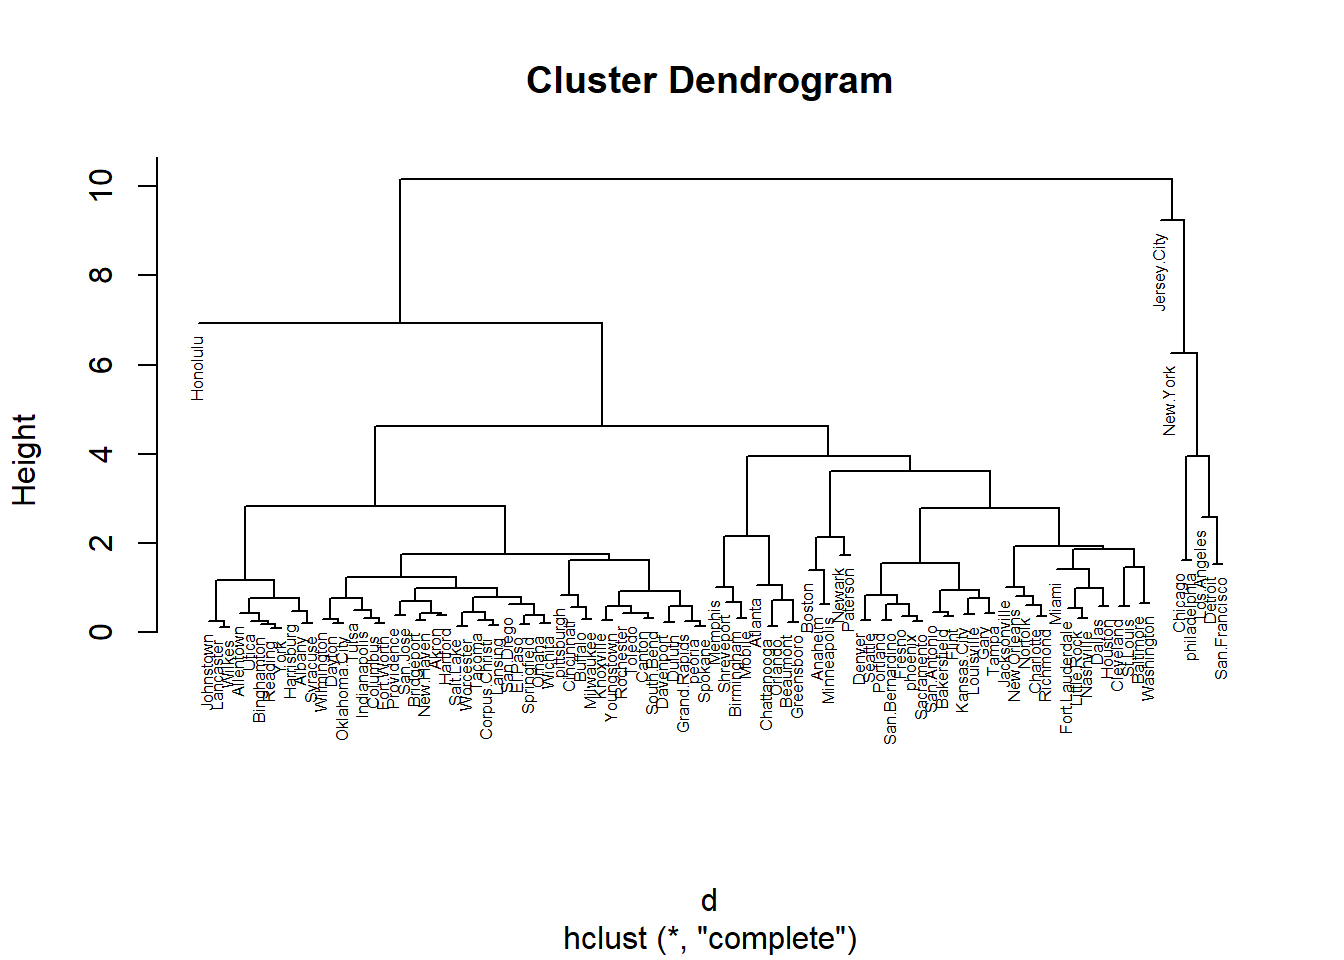 Cluster Dendrogram
Height
10
8
6
4
2
0
Honolulu
Johnstown
Lancaster
Wilkes
Allentown
Utica
Binghamton
Reading
York
Harrisburg
Albany
Syracuse
Wilmington
Dayton
Oklahoma.City
Tulsa
Indianapolis
Columbus
Fort.Worth
Providence
San.Jose
Bridgeport
New.Haven
Akron
Hartford
Salt.Lake
Worcester
Tacoma
Corpus.Christi
Lansing
San.Diego
El.Paso
Springfield
Omaha
Wichita
pittsburgh
Cincinnati
Buffalo
Milwaukee
Knoxville
Youngstown
Rochester
Toledo
Canton
South.Bend
Davenport
Duluth
Grand.Rapids
peoria
Spokane
Memphis
Shreveport
Birmingham
Mobile
Atlanta
Chattanooga
Orlando
Beaumont
Greensboro
Boston
Anaheim
Minneapolis
Newark
Paterson
Denver
Seattle
Portland
San.Bernardino
Fresno
phoenix
Sacramento
San.Antonio
Bakersfield
Flint
Kansas.City
Louisville
Gary
Tampa
Jacksonville
New.Orleans
Norfolk
Charlotte
Richmond
Miami
Fort.Lauderdale
Little.Rock
Nashville
Dallas
Houston
Cleveland
St.Louis
Baltimore
Washington
Jersey.City
New.York
Chicago
philadelphia
Los.Angeles
Detroit
San.Francisco
d
hclust (*, "complete")